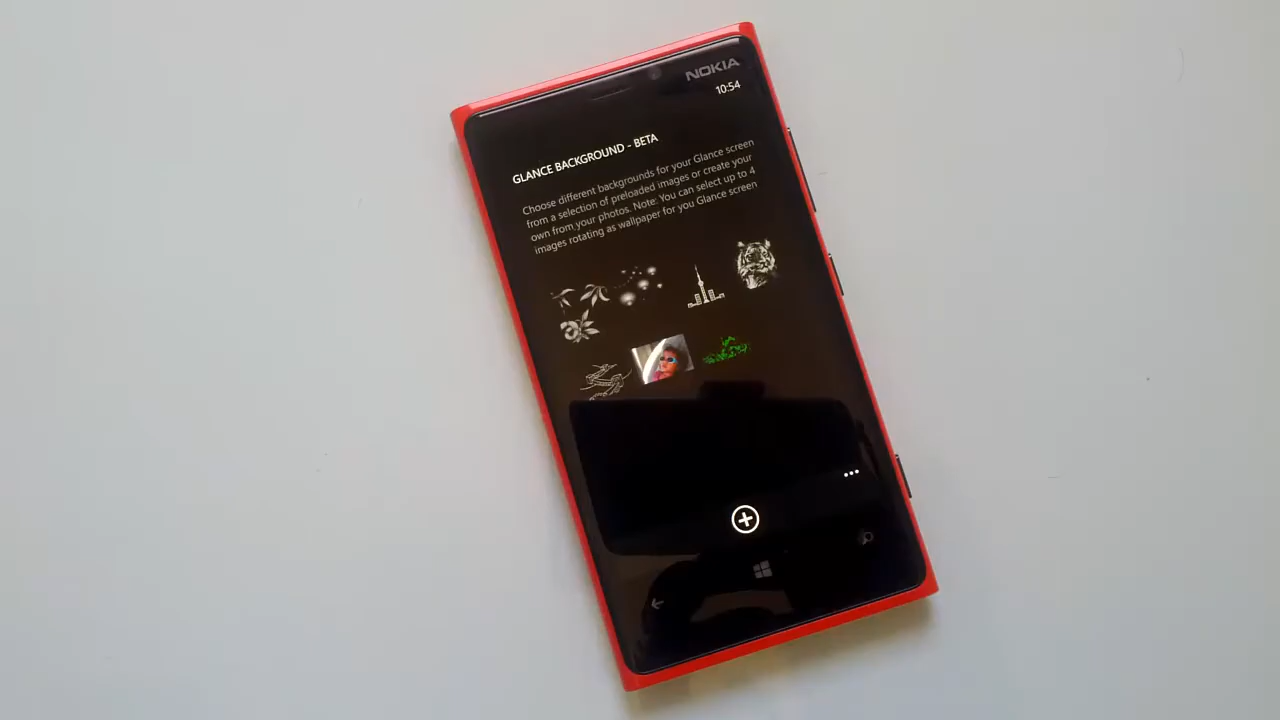 NOKIA
10:54
GLANCE BACKGROUND - BETA
Choose different backgrounds for your Glance screen
from a selection of preloaded images or create your
own from your photos. Note: You can select up to 4
images rotating as wallpaper for you Glance screen